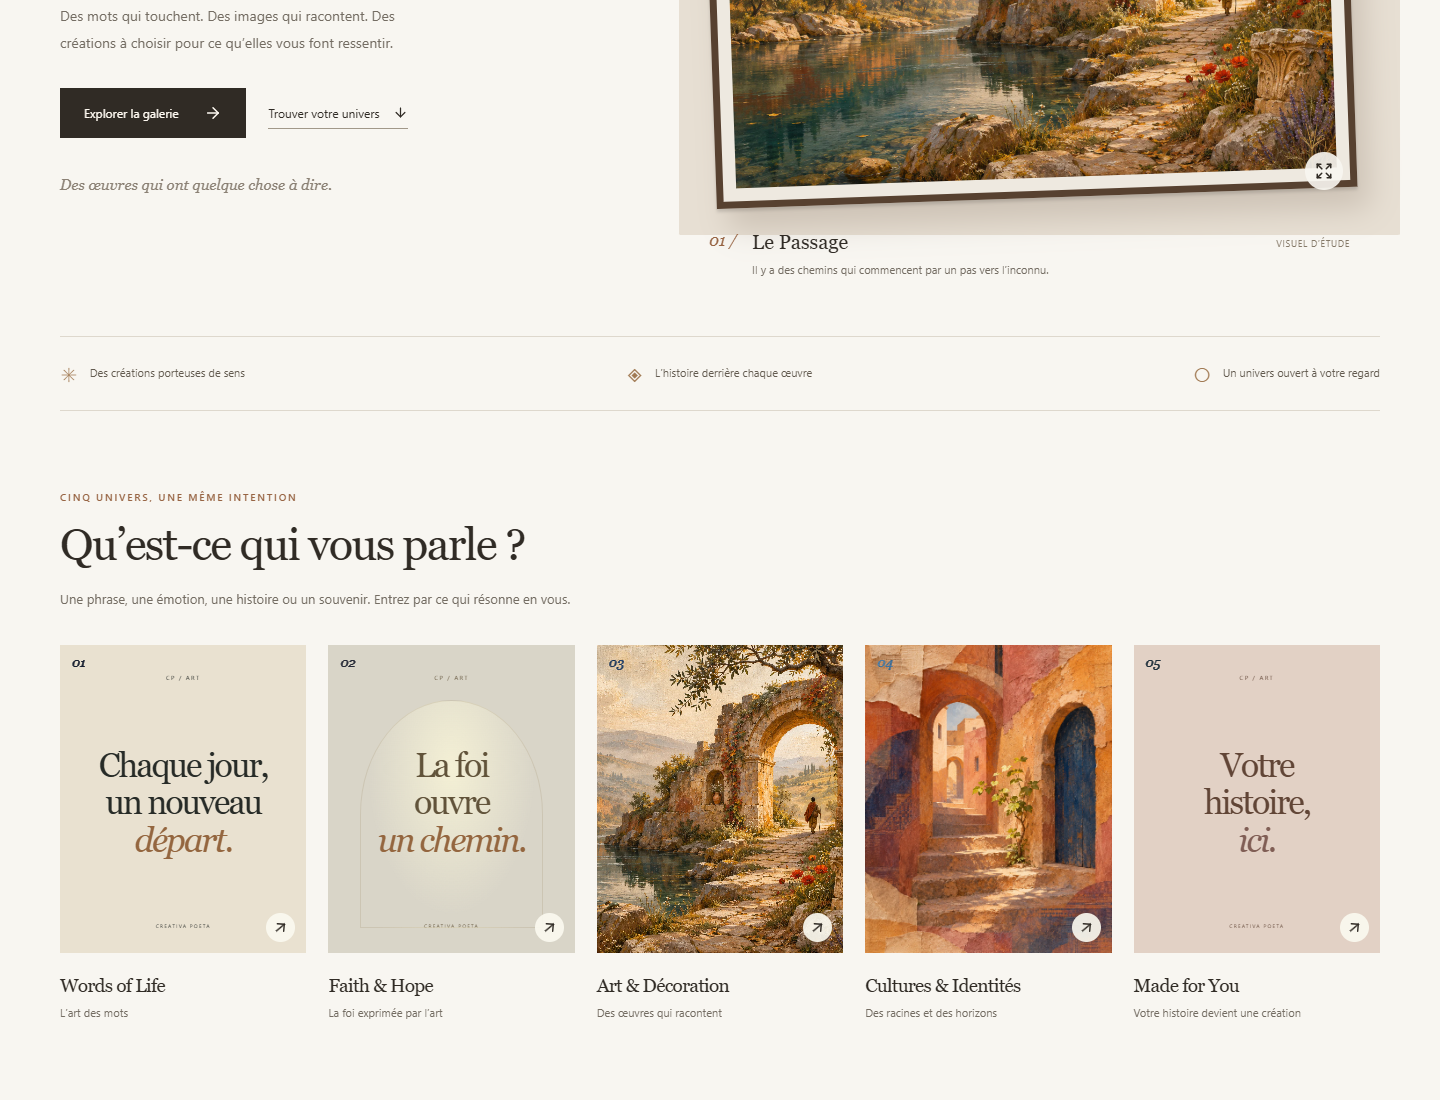 Des mots qui touchent. Des images qui racontent. Des
créations à choisir pour ce qu’elles vous font ressentir.
Explorer la galerie
Trouver votre univers
Des œuvres qui ont quelque chose à dire.
01 /
Le Passage
VISUEL D'ÉTUDE
Il y a des chemins qui commencent par un pas vers l’inconnu.
Des créations porteuses de sens
L’histoire derrière chaque œuvre
Un univers ouvert à votre regard
CINQ UNIVERS, UNE MÊME INTENTION
Qu’est-ce qui vous parle ?
Une phrase, une émotion, une histoire ou un souvenir. Entrez par ce qui résonne en vous.
01
CP / ART
Chaque jour,
un nouveau
départ.
CREATIVA POETA
Words of Life
L’art des mots
02
CP / ART
La foi
ouvre
un chemin.
CREATIVA POETA
Faith & Hope
La foi exprimée par l’art
03
Art & Décoration
Des œuvres qui racontent
04
Cultures & Identités
Des racines et des horizons
05
CP / ART
Votre
histoire,
ici.
CREATIVA POETA
Made for You
Votre histoire devient une création